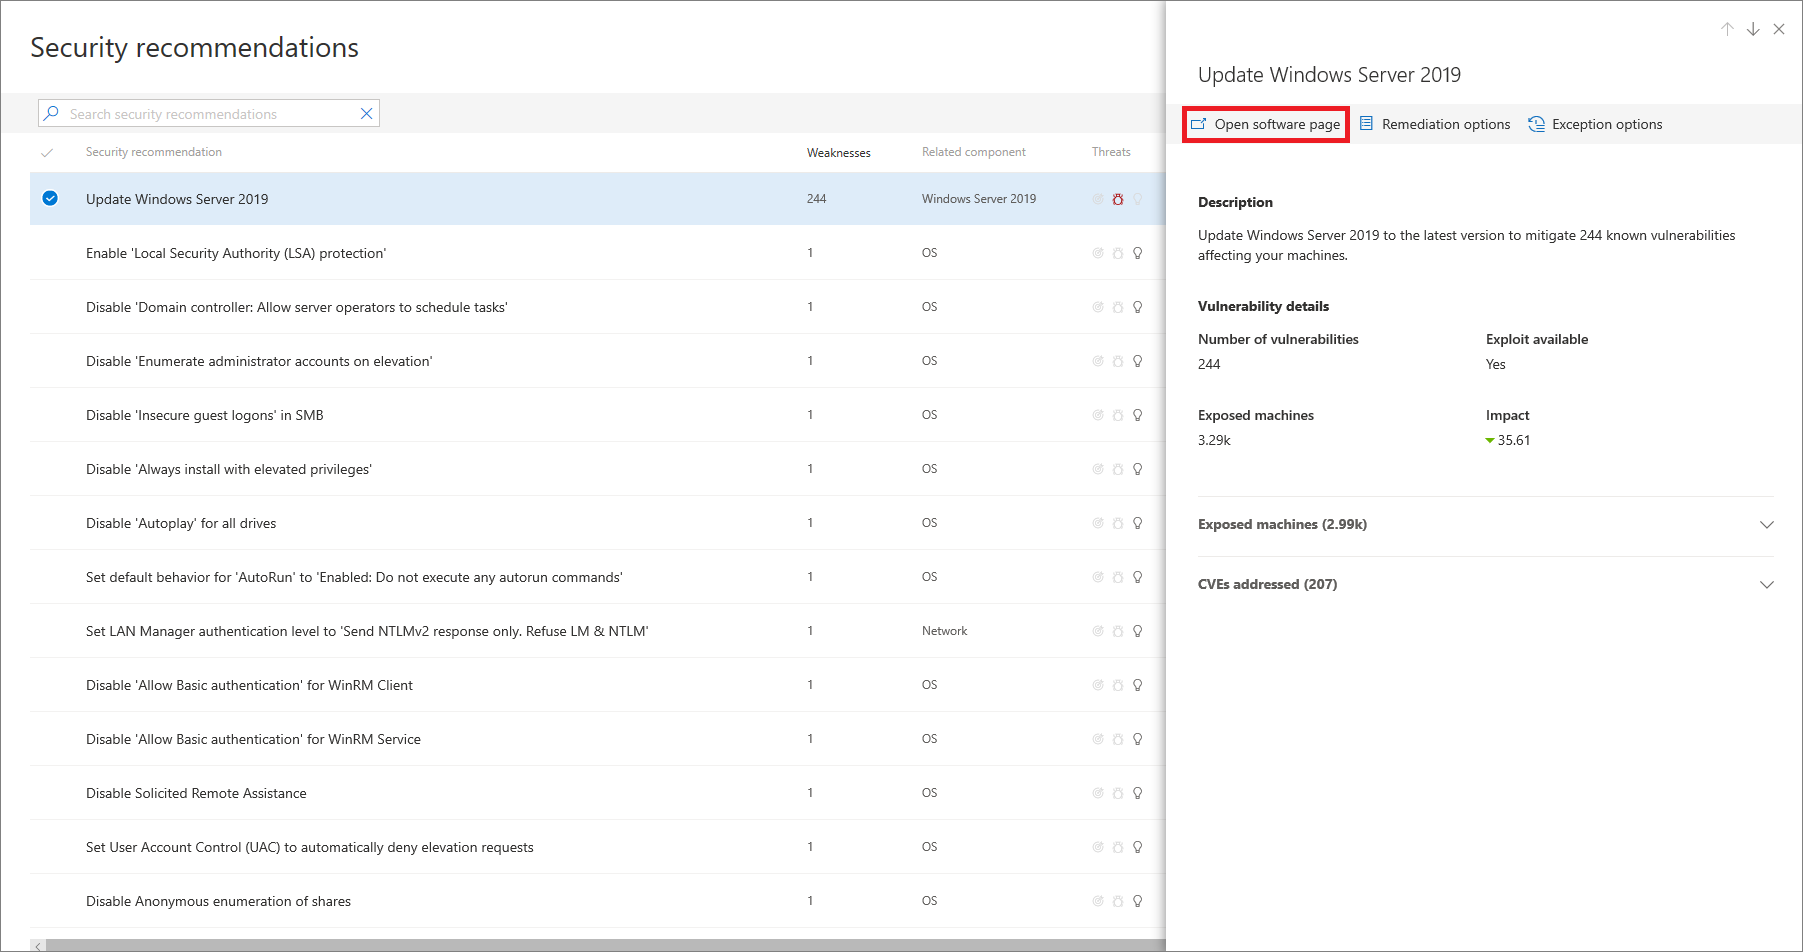 Security recommendations
Search security recommendations
Security recommendation Weaknesses Related component Threats
Update Windows Server 2019 244 Windows Server 2019
Enable 'Local Security Authority (LSA) protection' 1 OS
Disable 'Domain controller: Allow server operators to schedule tasks' 1 OS
Disable 'Enumerate administrator accounts on elevation' 1 OS
Disable 'Insecure guest logons' in SMB 1 OS
Disable 'Always install with elevated privileges' 1 OS
Disable 'Autoplay' for all drives 1 OS
Set default behavior for 'AutoRun' to 'Enabled: Do not execute any autorun commands' 1 OS
Set LAN Manager authentication level to 'Send NTLMv2 response only. Refuse LM & NTLM' 1 Network
Disable 'Allow Basic authentication' for WinRM Client 1 OS
Disable 'Allow Basic authentication' for WinRM Service 1 OS
Disable Solicited Remote Assistance 1 OS
Set User Account Control (UAC) to automatically deny elevation requests 1 OS
Disable Anonymous enumeration of shares 1 OS
Update Windows Server 2019
Open software page Remediation options Exception options
Description
Update Windows Server 2019 to the latest version to mitigate 244 known vulnerabilities
affecting your machines.
Vulnerability details
Number of vulnerabilities Exploit available
244 Yes
Exposed machines Impact
3.29k 35.61
Exposed machines (2.99k)
CVEs addressed (207)